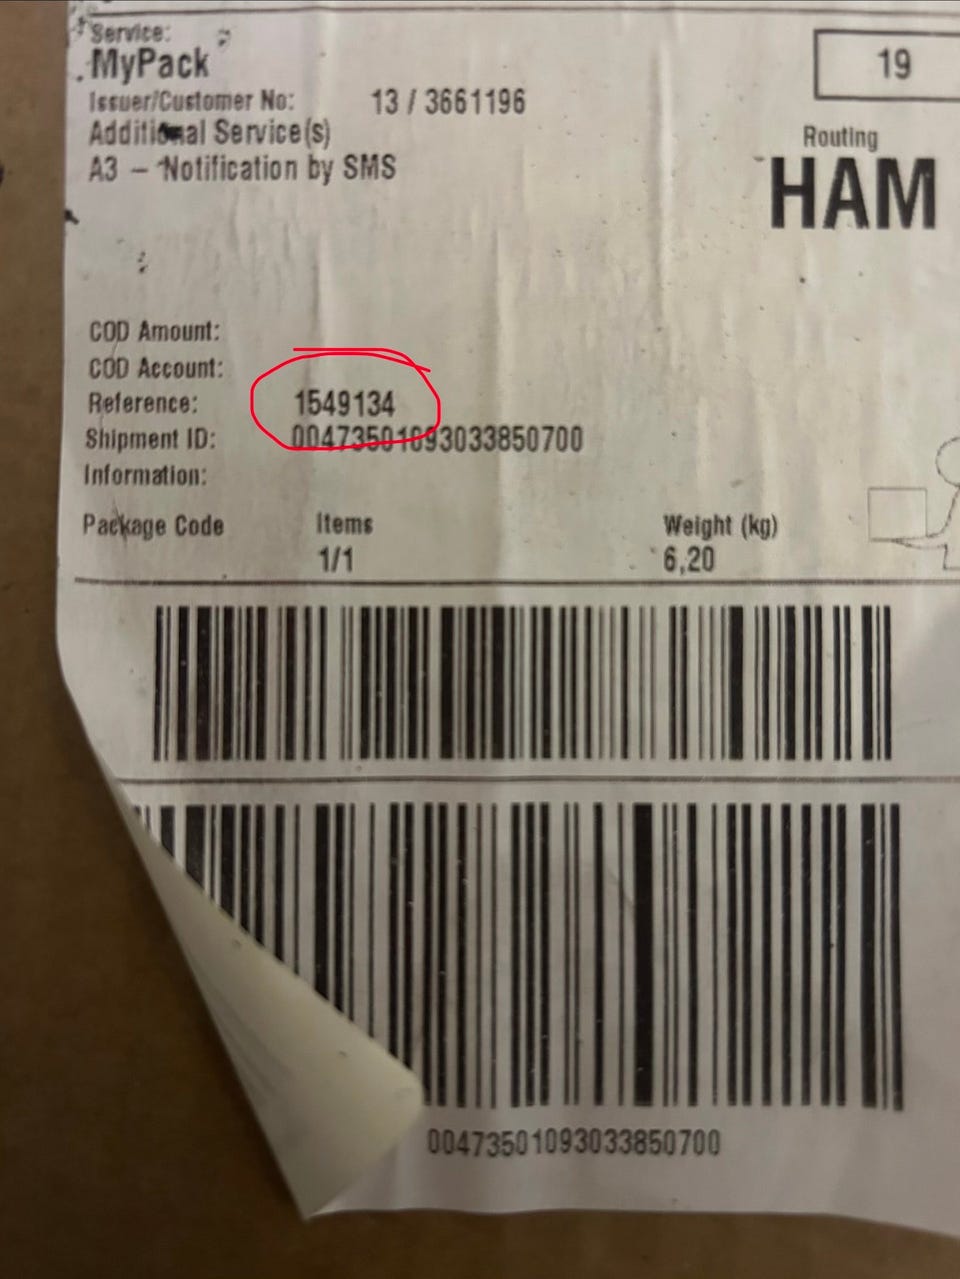 Service:
MyPack
19
Issuer/Customer No: 13 / 3661196
Additional Service(s)
Routing
A3 – Notification by SMS
HAM
COD Amount:
COD Account:
Reference: 1549134
Shipment ID: 00473501093033850700
Information:
Package Code Items Weight (kg)
1/1 6,20
00473501093033850700